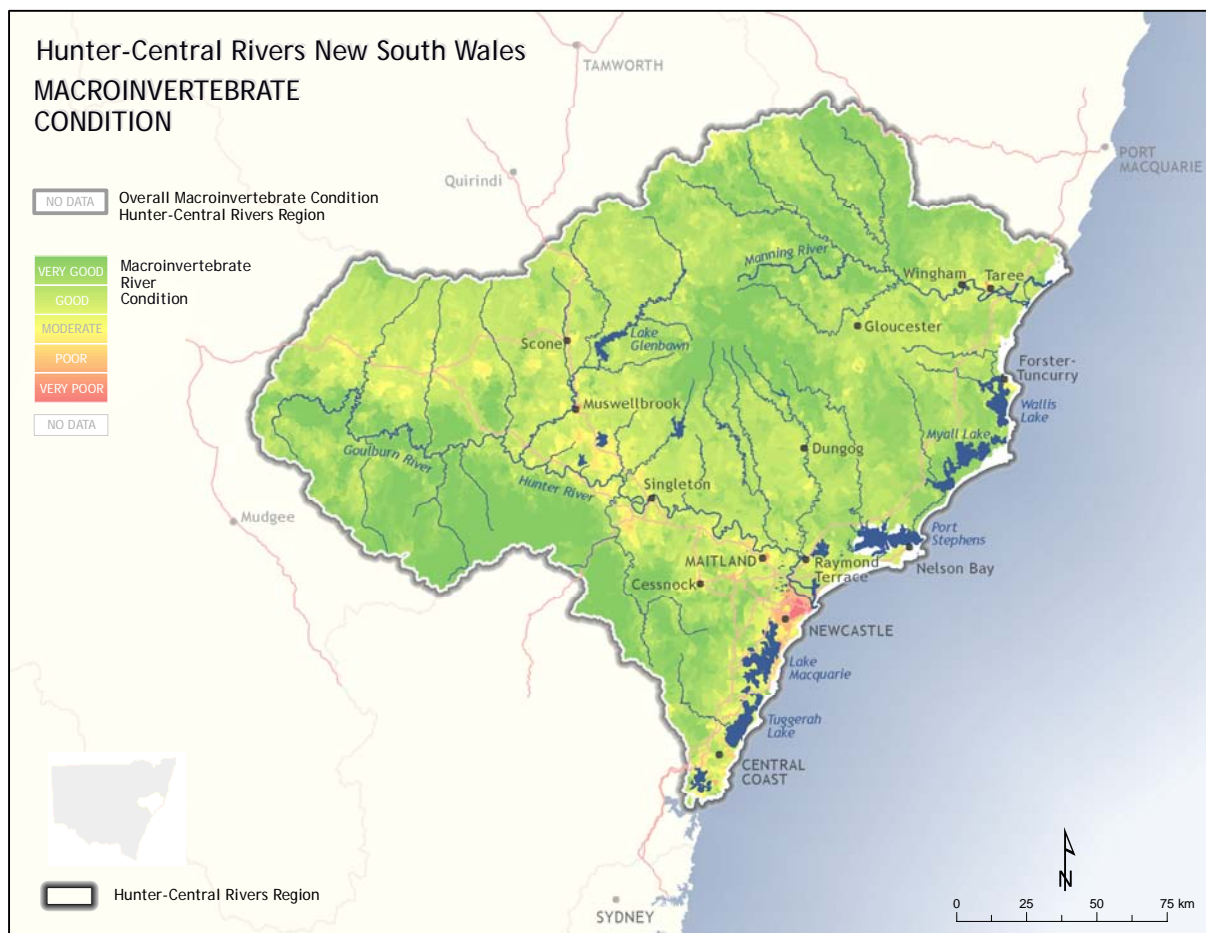 Hunter-Central Rivers New South Wales
MACROINVERTEBRATE
CONDITION
NO DATA
Overall Macroinvertebrate Condition
Hunter-Central Rivers Region
VERY GOOD
GOOD
MODERATE
POOR
VERY POOR
NO DATA
Macroinvertebrate
River
Condition
TAMWORTH
Quirindi
PORT
MACQUARIE
Manning River
Wingham
Taree
Gloucester
Lake
Glenbawn
Scone
Forster-
Tuncurry
Wallis
Lake
Muswellbrook
Myall Lake
Dungog
Goulburn River
Hunter River
Singleton
Mudgee
Port
Stephens
Nelson Bay
MAITLAND
Raymond
Terrace
Cessnock
NEWCASTLE
Lake
Macquarie
Tuggerah
Lake
CENTRAL
COAST
SYDNEY
Hunter-Central Rivers Region
N
0 25 50 75 km